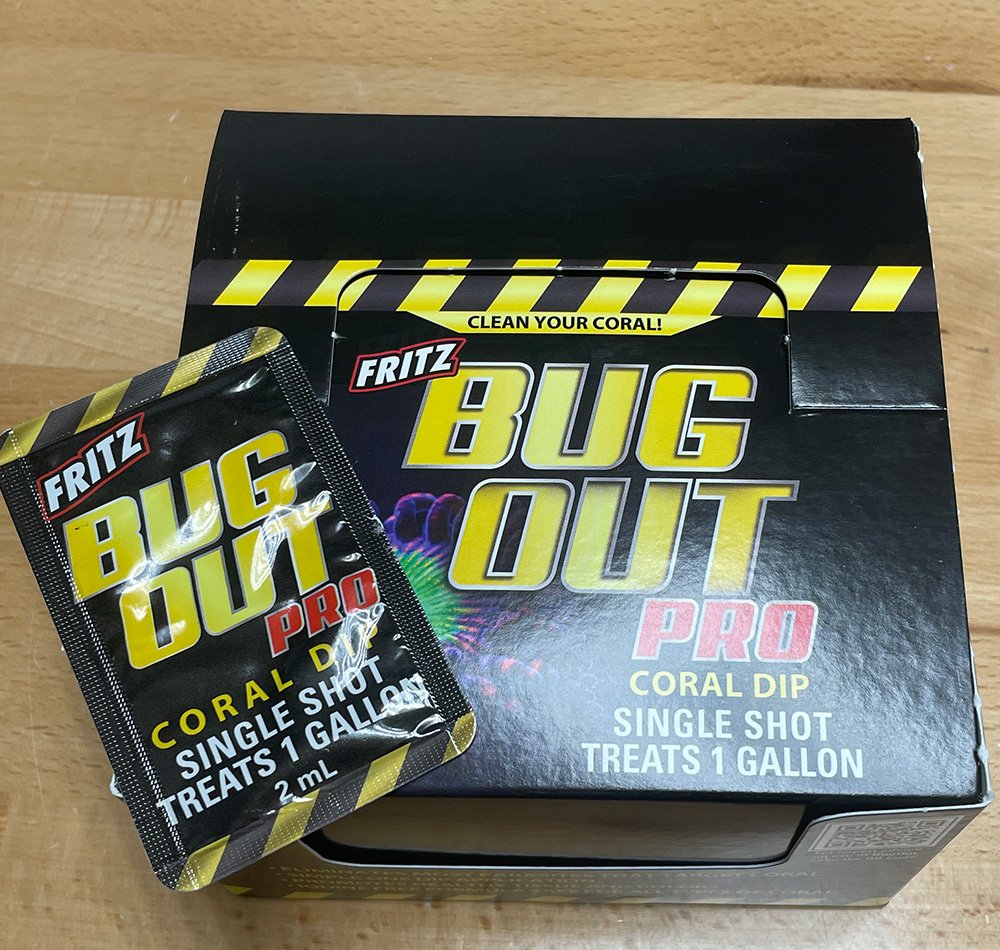 CLEAN YOUR CORAL!
FRITZ
BUG
OUT
PRO
CORAL DIP
SINGLE SHOT
TREATS 1 GALLON
FRITZ
BUG
OUT
PRO
CORAL DIP
SINGLE SHOT
TREATS 1 GALLON
2 mL